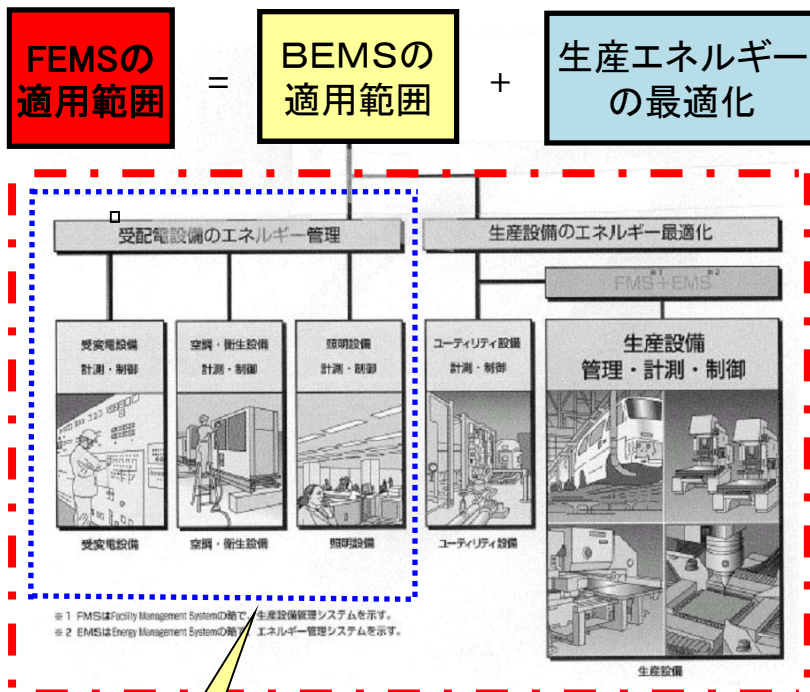 FEMSの
適用範囲
=
BEMSの
適用範囲
+
生産エネルギー
の最適化
受配電設備のエネルギー管理
生産設備のエネルギー最適化
※1 ※2
FMS+EMS
受変電設備
計測・制御
空調・衛生設備
計測・制御
照明設備
計測・制御
ユーティリティ設備
計測・制御
生産設備
管理・計測・制御
受変電設備
空調・衛生設備
照明設備
ユーティリティ設備
※1 FMSはFacility Management Systemの略で、生産設備管理システムを示す。
※2 EMSはEnergy Management Systemの略で、エネルギー管理システムを示す。
生産設備